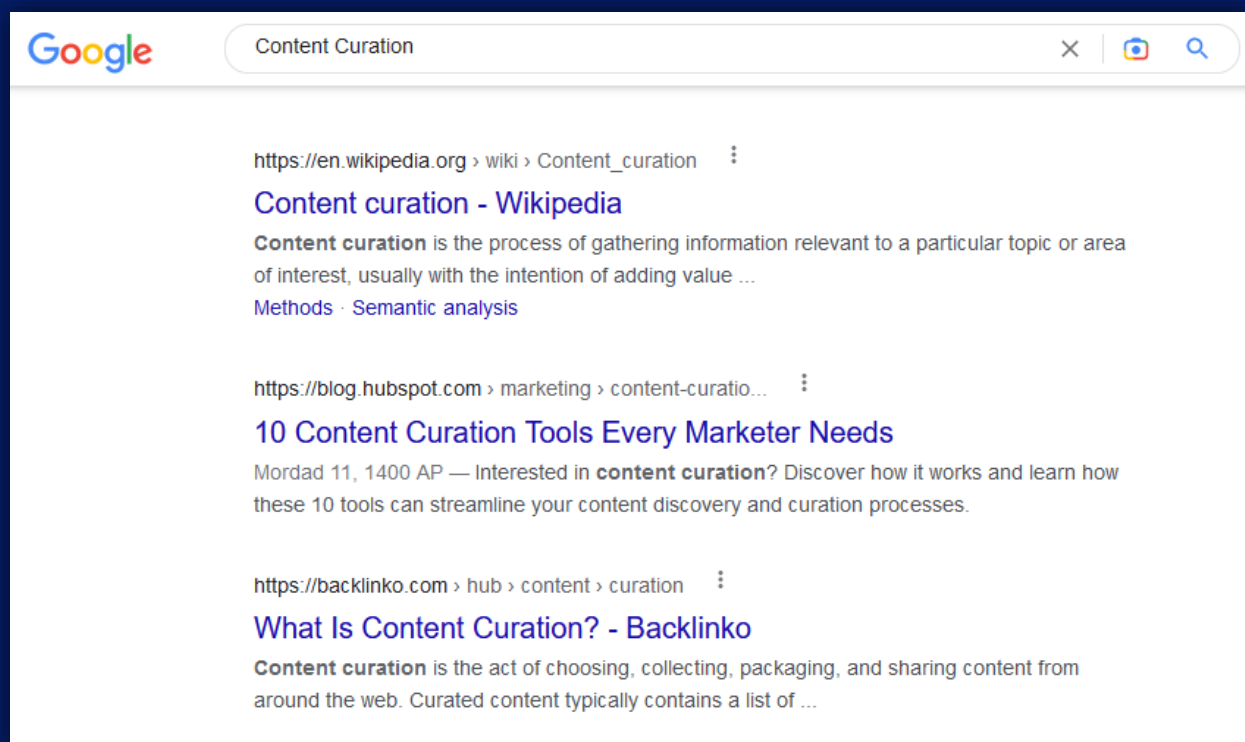 Google
Content Curation
https://en.wikipedia.org › wiki › Content_curation
Content curation - Wikipedia
Content curation is the process of gathering information relevant to a particular topic or area
of interest, usually with the intention of adding value ...
Methods · Semantic analysis
https://blog.hubspot.com › marketing › content-curatio...
10 Content Curation Tools Every Marketer Needs
Mordad 11, 1400 AP — Interested in content curation? Discover how it works and learn how
these 10 tools can streamline your content discovery and curation processes.
https://backlinko.com › hub › content › curation
What Is Content Curation? - Backlinko
Content curation is the act of choosing, collecting, packaging, and sharing content from
around the web. Curated content typically contains a list of ...